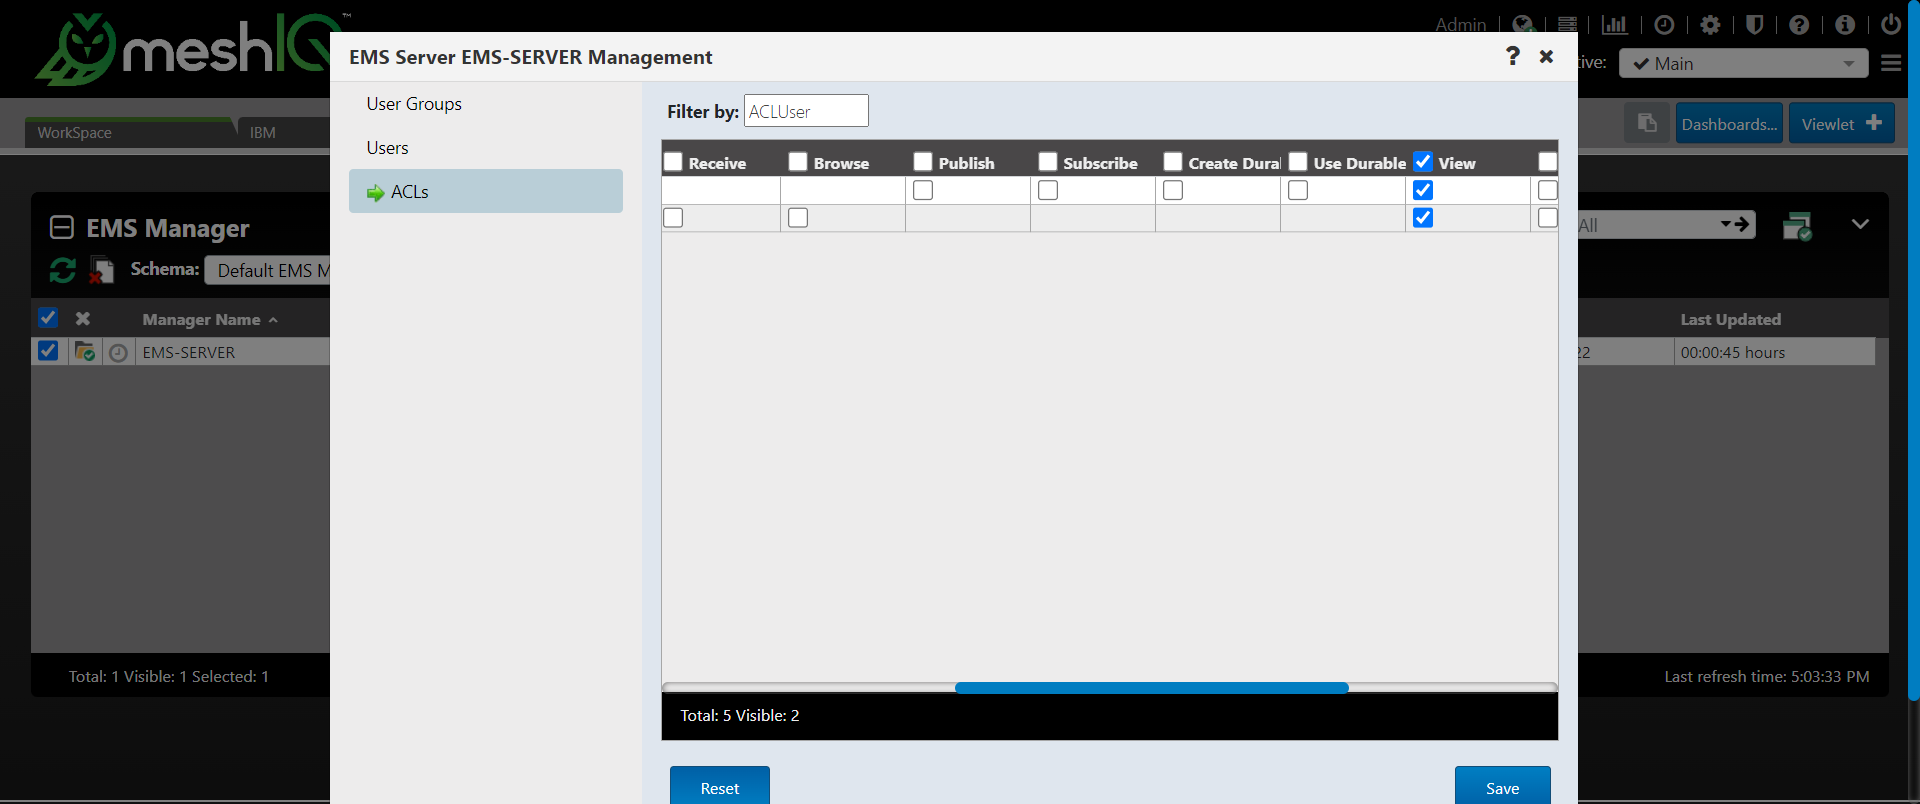 meshIQ™
Admin
EMS Server EMS-SERVER Management
tive:
Main
WorkSpace
IBM
Dashboards...
Viewlet
User Groups
Users
ACLs
Filter by: ACLUser
Receive Browse Publish Subscribe Create Dural Use Durable View
EMS Manager
All
Schema: Default EMS M
Manager Name
Last Updated
EMS-SERVER
22
00:00:45 hours
Total: 1 Visible: 1 Selected: 1
Last refresh time: 5:03:33 PM
Total: 5 Visible: 2
Reset
Save